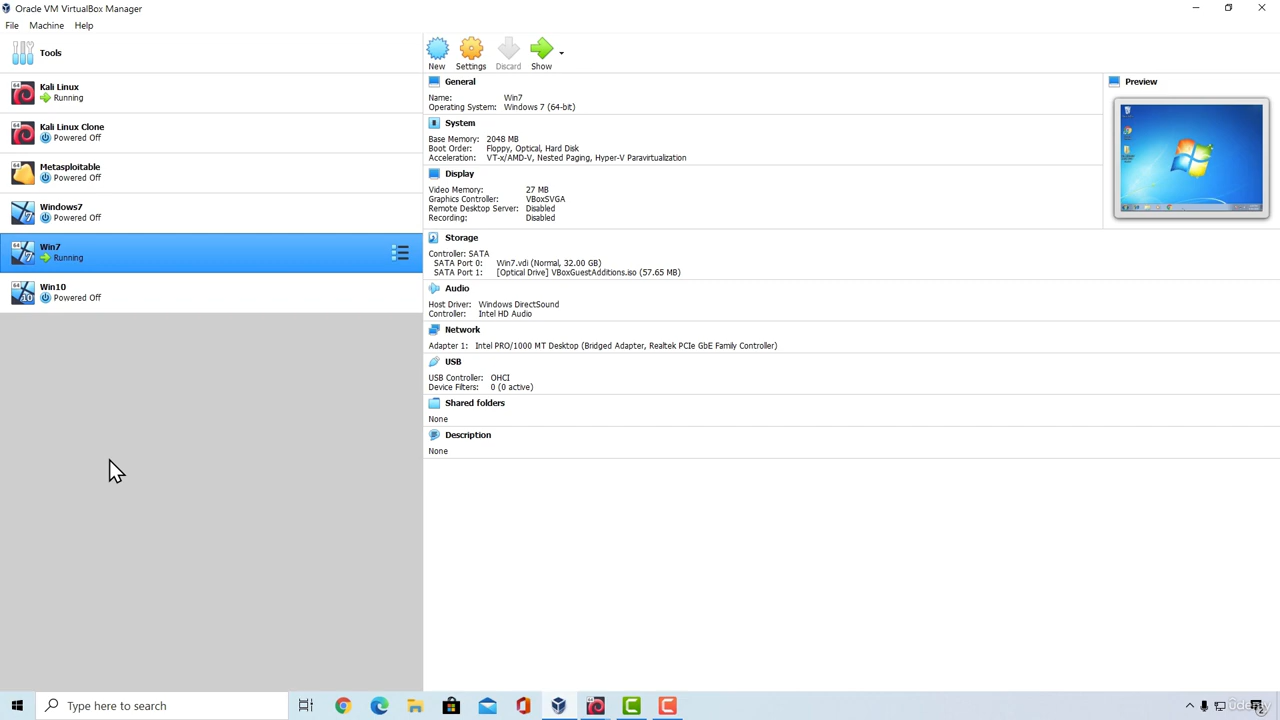 Oracle VM VirtualBox Manager
File Machine Help
Tools
Kali Linux
Running
Kali Linux Clone
Powered Off
Metasploitable
Powered Off
Windows7
Powered Off
Win7
Running
Win10
Powered Off
New Settings Discard Show
General
Name: Win7
Operating System: Windows 7 (64-bit)
System
Base Memory: 2048 MB
Boot Order: Floppy, Optical, Hard Disk
Acceleration: VT-x/AMD-V, Nested Paging, Hyper-V Paravirtualization
Display
Video Memory: 27 MB
Graphics Controller: VBoxSVGA
Remote Desktop Server: Disabled
Recording: Disabled
Storage
Controller: SATA
SATA Port 0: Win7.vdi (Normal, 32.00 GB)
SATA Port 1: [Optical Drive] VBoxGuestAdditions.iso (57.65 MB)
Audio
Host Driver: Windows DirectSound
Controller: Intel HD Audio
Network
Adapter 1: Intel PRO/1000 MT Desktop (Bridged Adapter, Realtek PCIe GbE Family Controller)
USB
USB Controller: OHCI
Device Filters: 0 (0 active)
Shared folders
None
Description
None
Preview
Type here to search
Udemy